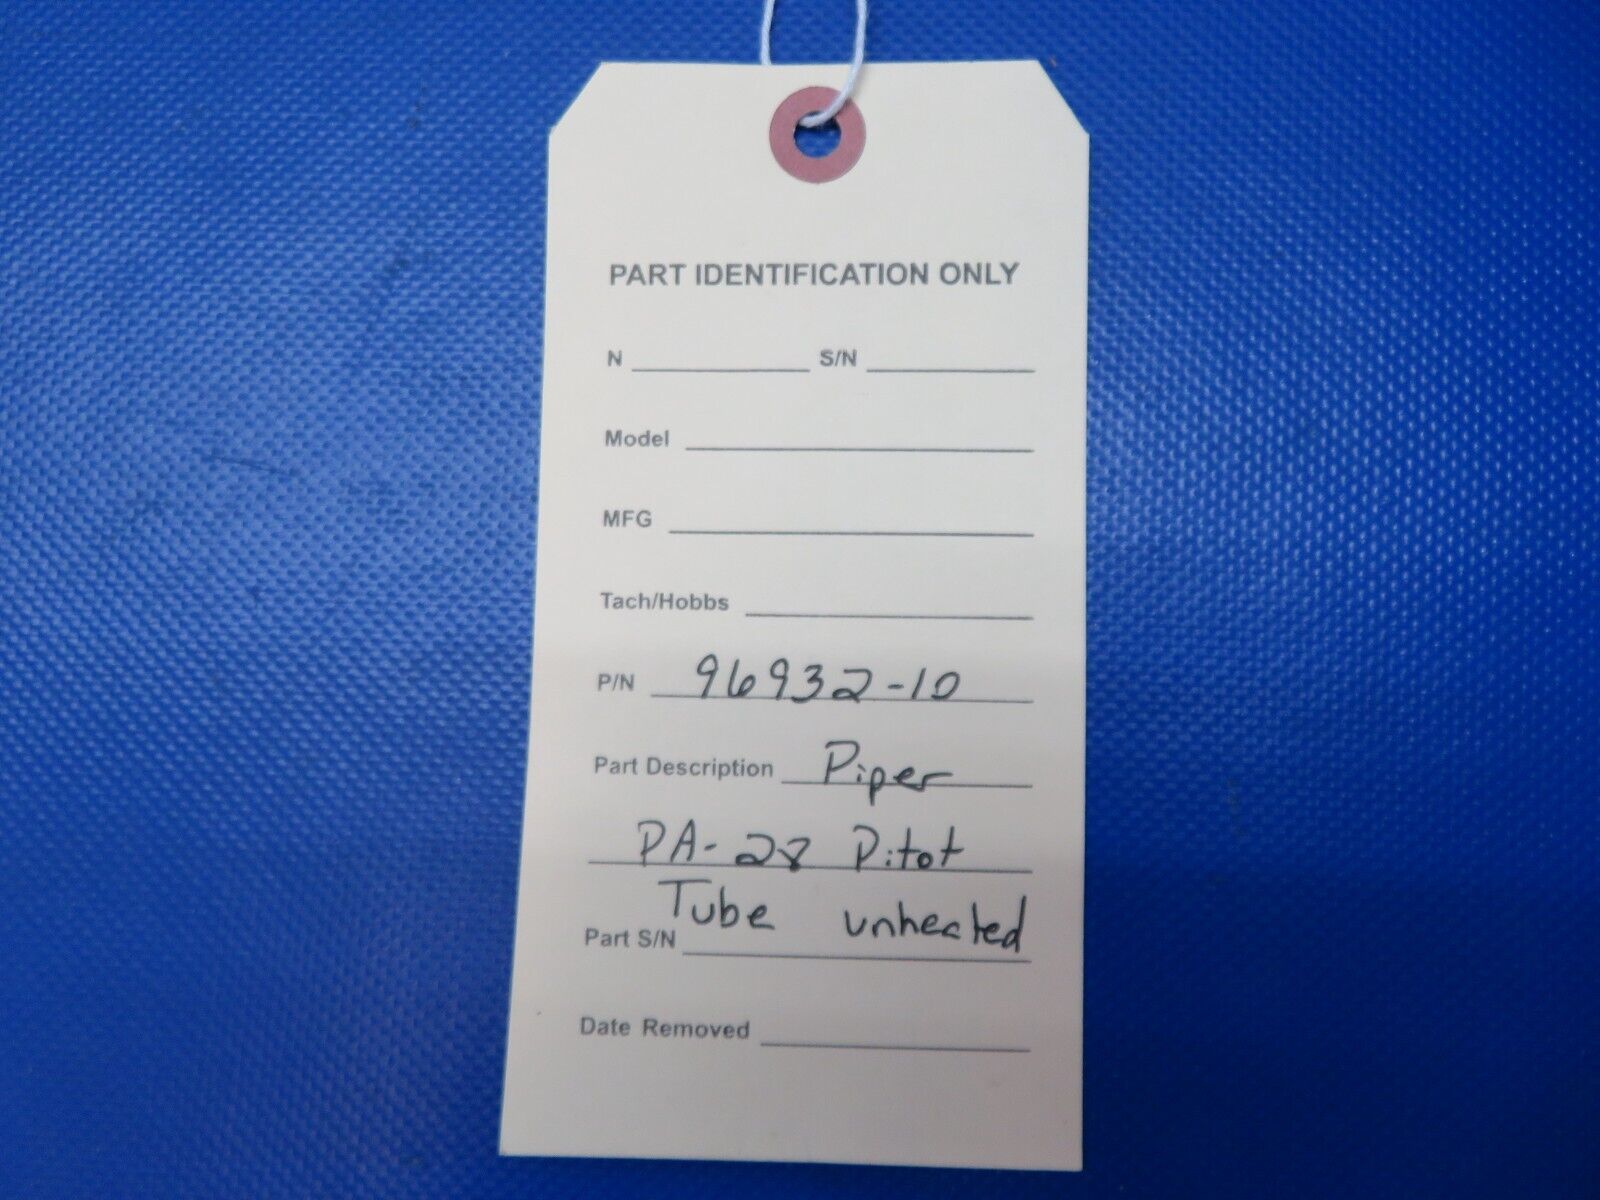 PART IDENTIFICATION ONLY
N S/N
Model
MFG
Tach/Hobbs
P/N 96932-10
Part Description Piper
PA-28 Pitot
Tube unheated
Part S/N
Date Removed